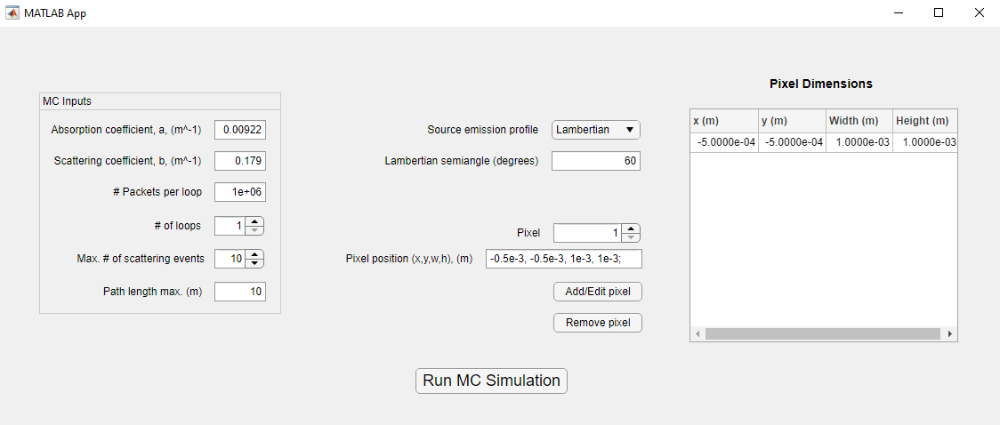 MATLAB App
MC Inputs
Absorption coefficient, a, (m^-1) 0.00922
Scattering coefficient, b, (m^-1) 0.179
# Packets per loop 1e+06
# of loops 1
Max. # of scattering events 10
Path length max. (m) 10
Source emission profile Lambertian
Lambertian semiangle (degrees) 60
Pixel 1
Pixel position (x,y,w,h), (m) -0.5e-3, -0.5e-3, 1e-3, 1e-3;
Add/Edit pixel
Remove pixel
Pixel Dimensions
x (m) y (m) Width (m) Height (m)
-5.0000e-04 -5.0000e-04 1.0000e-03 1.0000e-03
Run MC Simulation